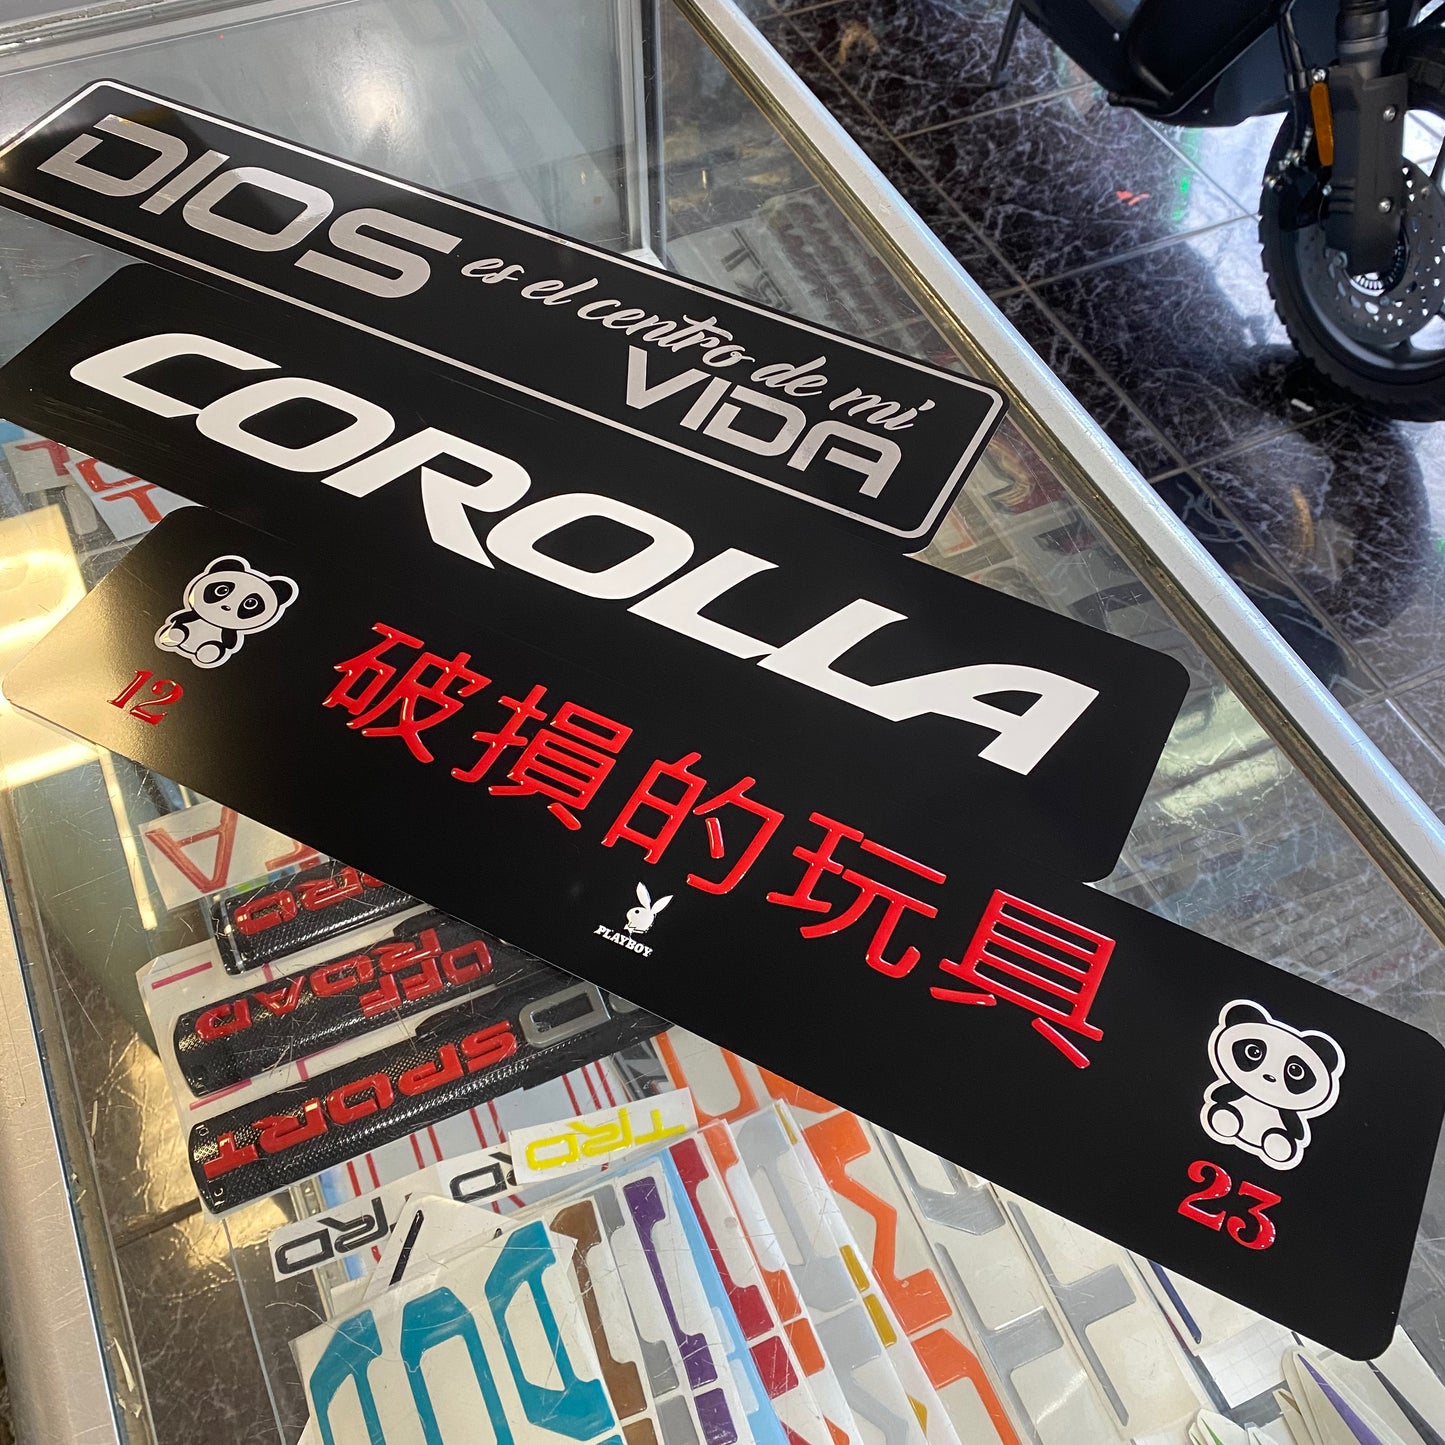 DIOS
es el centro de mi
VIDA
COROLLA
12
破損的玩具
PLAYBOY
23
OFF
ROAD
SPORT
TRD
TRD